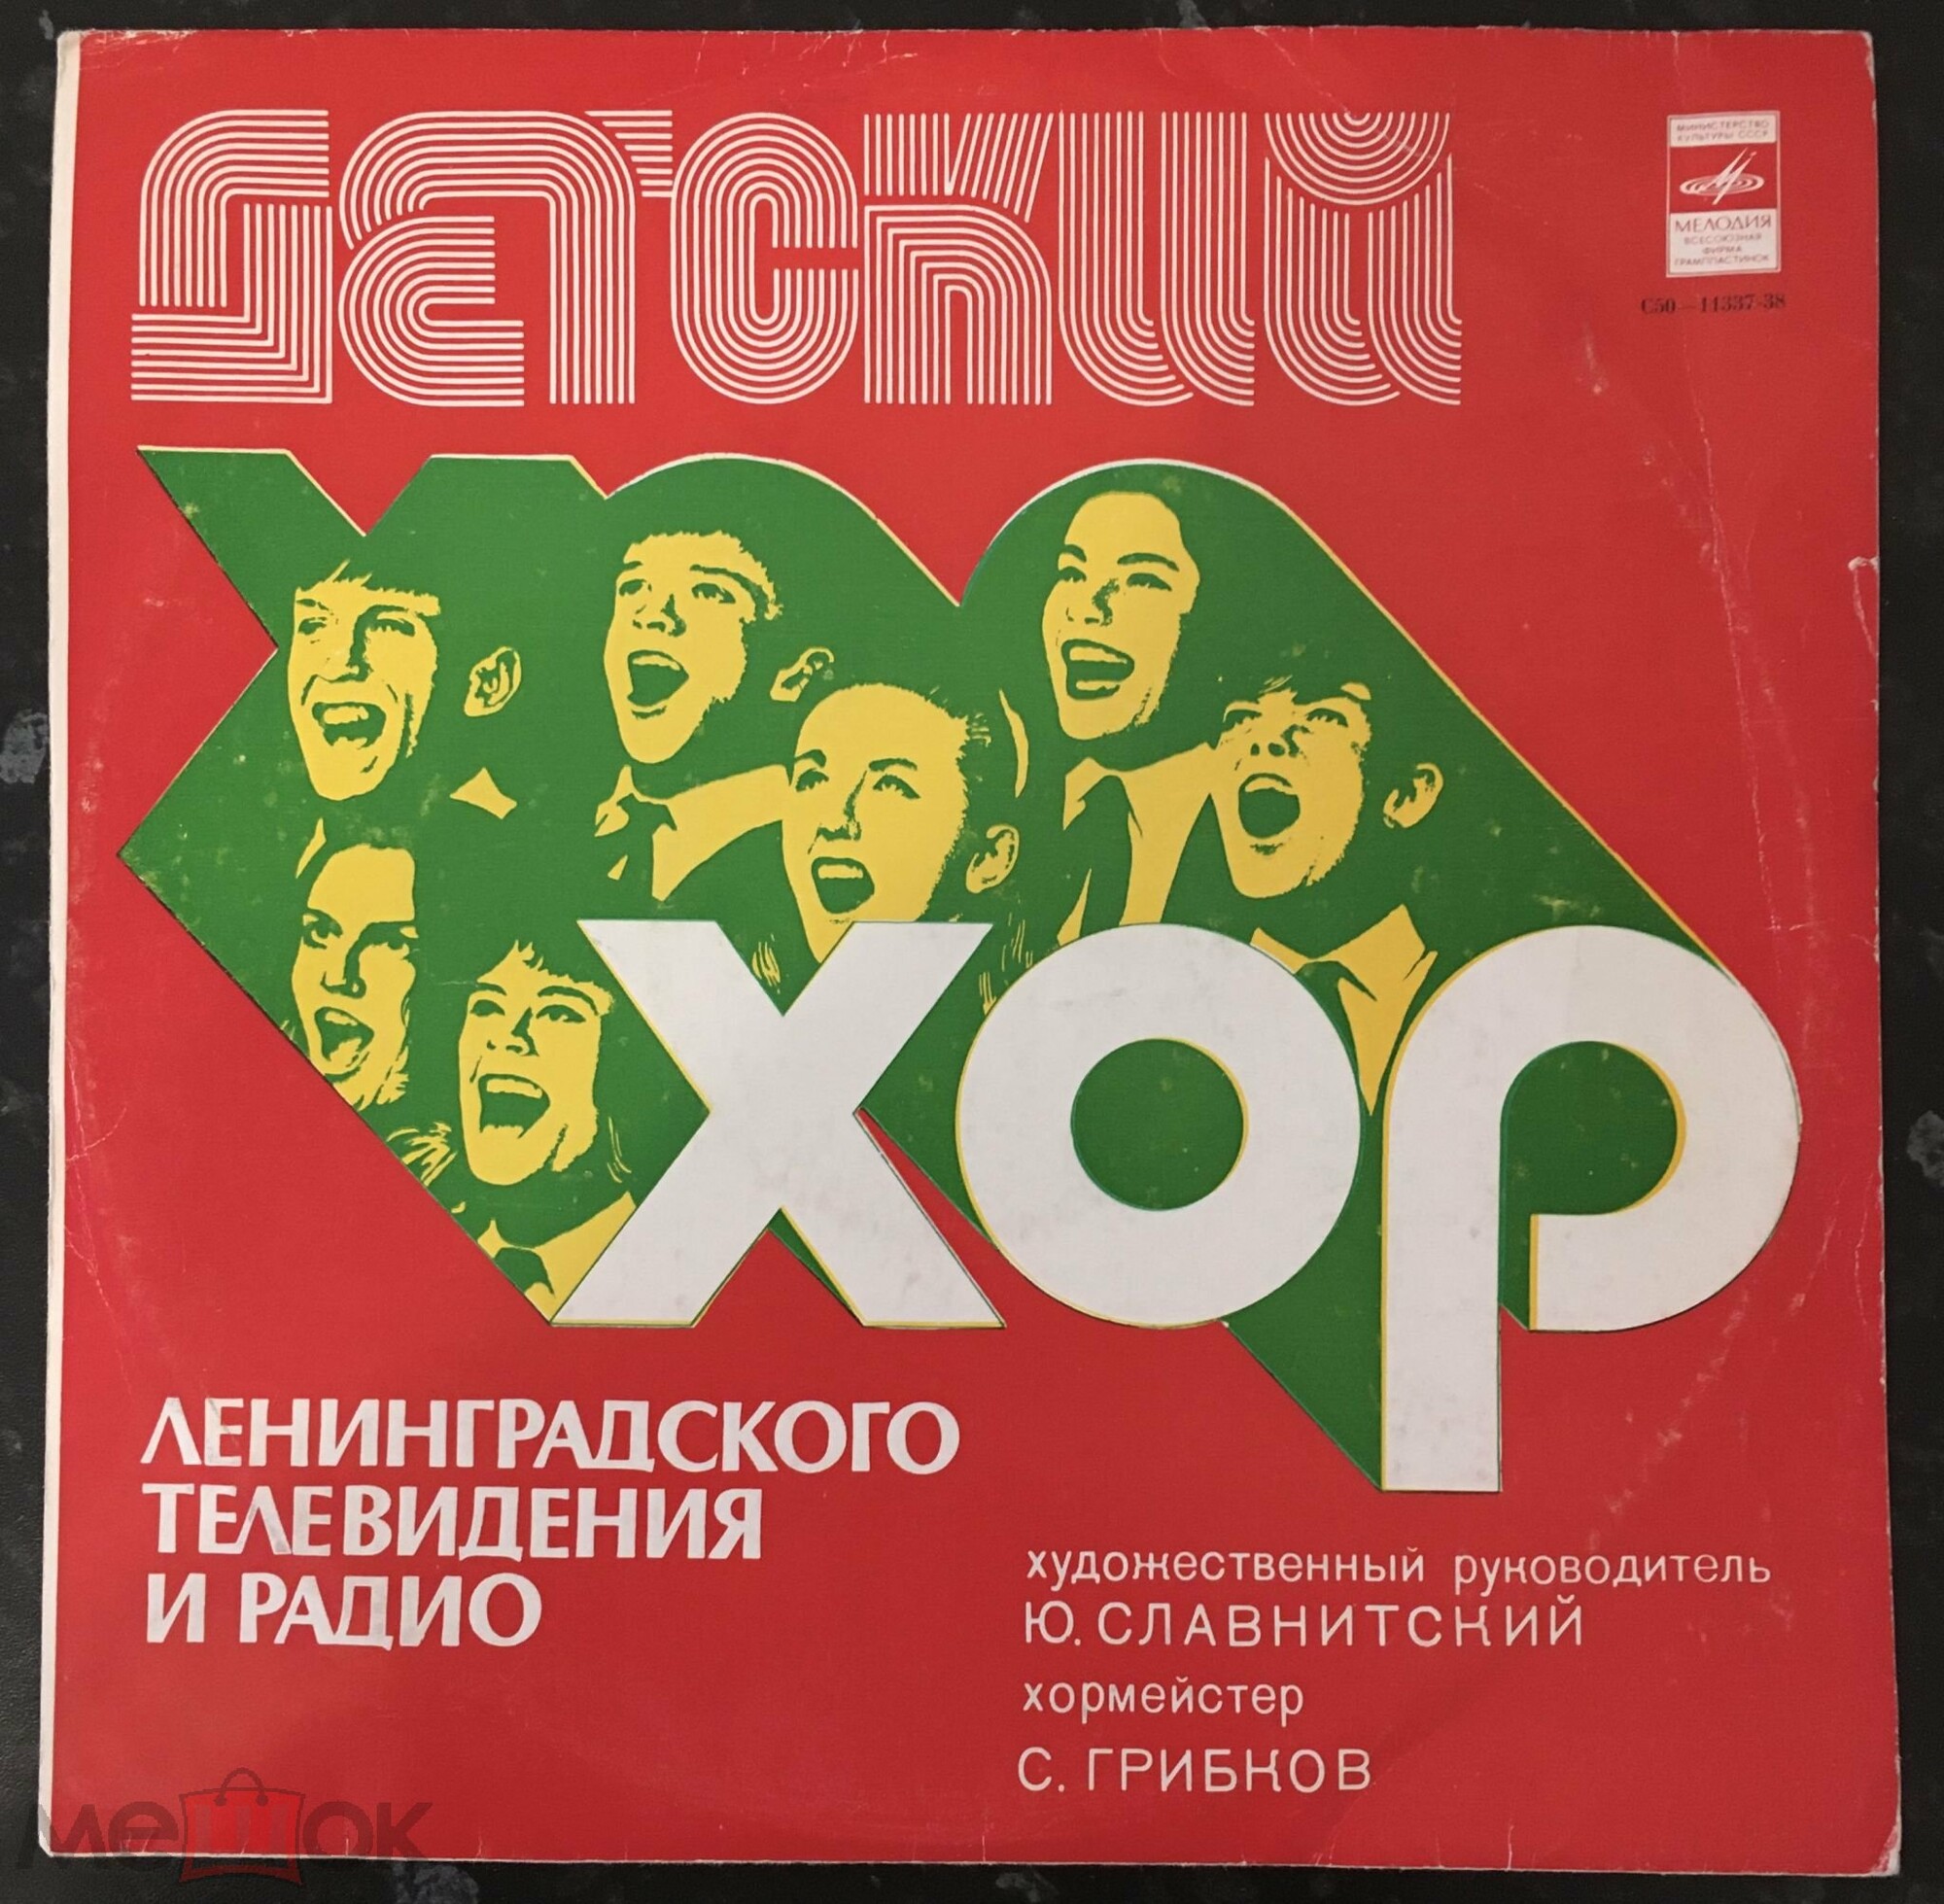 ДЕТСКИЙ
МИНИСТЕРСТВО
КУЛЬТУРЫ СССР
МЕЛОДИЯ
ВСЕСОЮЗНАЯ
ФИРМА
ГРАМПЛАСТИНОК
С50—11337-38
ХОР
ЛЕНИНГРАДСКОГО
ТЕЛЕВИДЕНИЯ
И РАДИО
художественный руководитель
Ю. СЛАВНИТСКИЙ
хормейстер
С. ГРИБКОВ
мешок